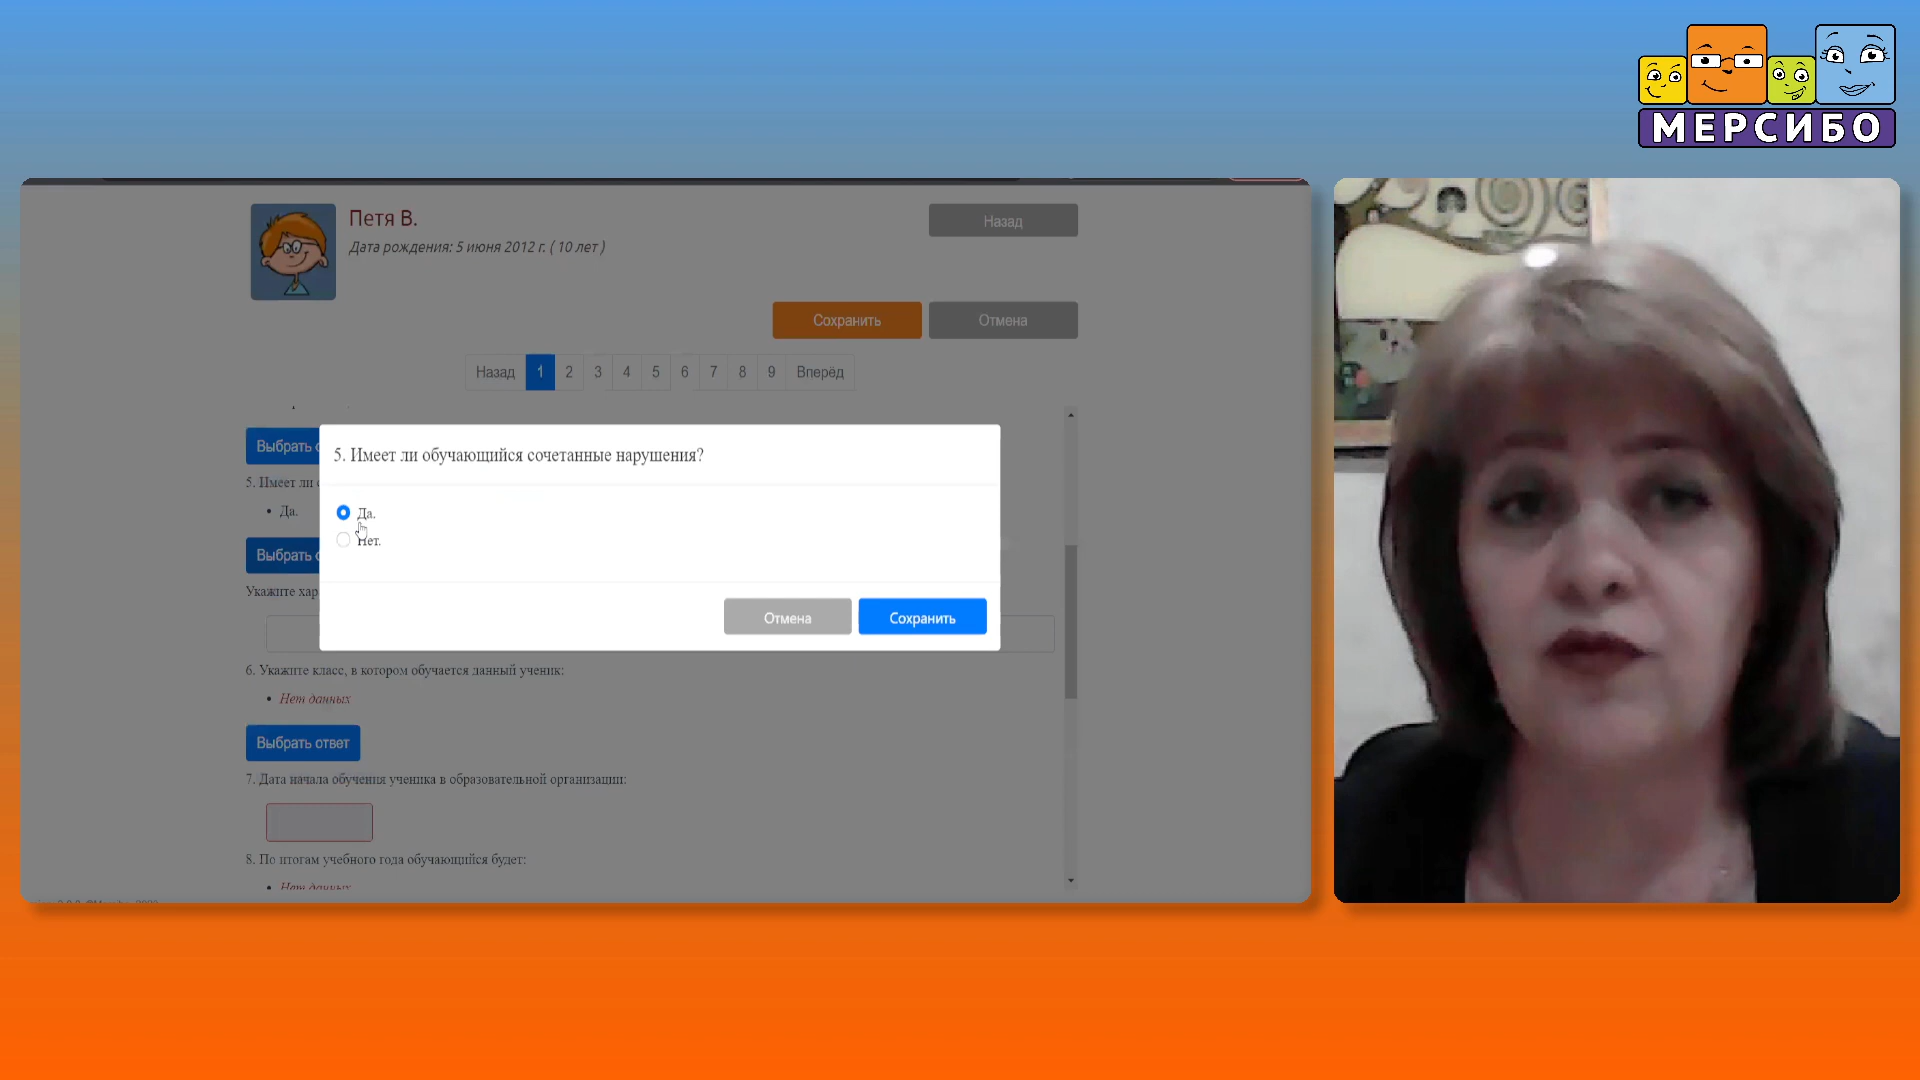 МЕРСИБО
Петя В.
Дата рождения: 5 июня 2012 г. ( 10 лет )
Назад
Сохранить
Отмена
Назад 1 2 3 4 5 6 7 8 9 Вперёд
Выбрать
5. Имеет ли обучающийся сочетанные нарушения?
5. Имеет ли
Да.
Да.
Нет.
Выбрать
Укажите хар
Отмена
Сохранить
6. Укажите класс, в котором обучается данный ученик:
Нет данных
Выбрать ответ
7. Дата начала обучения ученика в образовательной организации:
8. По итогам учебного года обучающийся будет:
Нет данных